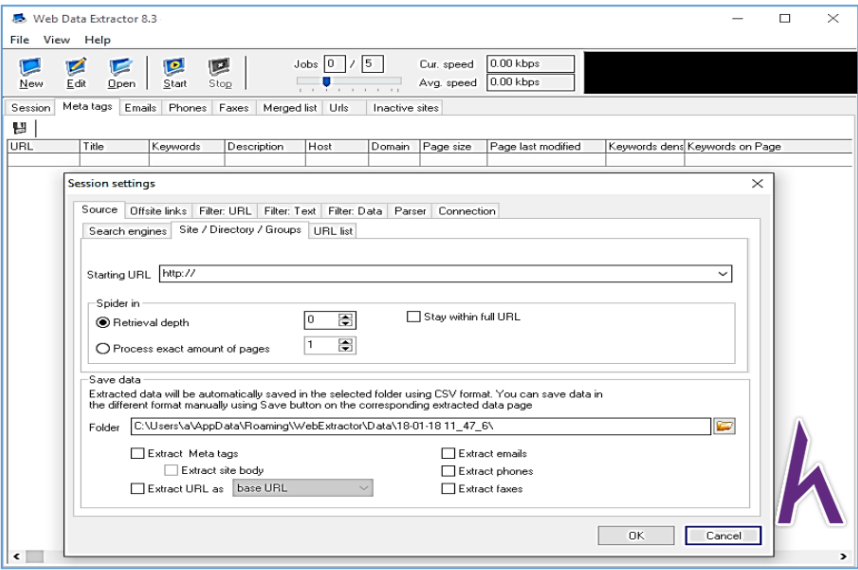 Web Data Extractor 8.3
File View Help
New Edit Open Start Stop Jobs 0 / 5 Cur. speed 0.00 kbps
Avg. speed 0.00 kbps
Session Meta tags Emails Phones Faxes Merged list Urls Inactive sites
URL Title Keywords Description Host Domain Page size Page last modified Keywords dens Keywords on Page
Session settings
Source Offsite links Filter: URL Filter: Text Filter: Data Parser Connection
Search engines Site / Directory / Groups URL list
Starting URL http://
Spider in
Retrieval depth 0 Stay within full URL
Process exact amount of pages 1
Save data
Extracted data will be automatically saved in the selected folder using CSV format. You can save data in
the different format manually using Save button on the corresponding extracted data page
Folder C:\Users\a\AppData\Roaming\WebExtractor\Data\18-01-18 11_47_6\
Extract Meta tags Extract emails
Extract site body Extract phones
Extract URL as base URL Extract faxes
OK Cancel